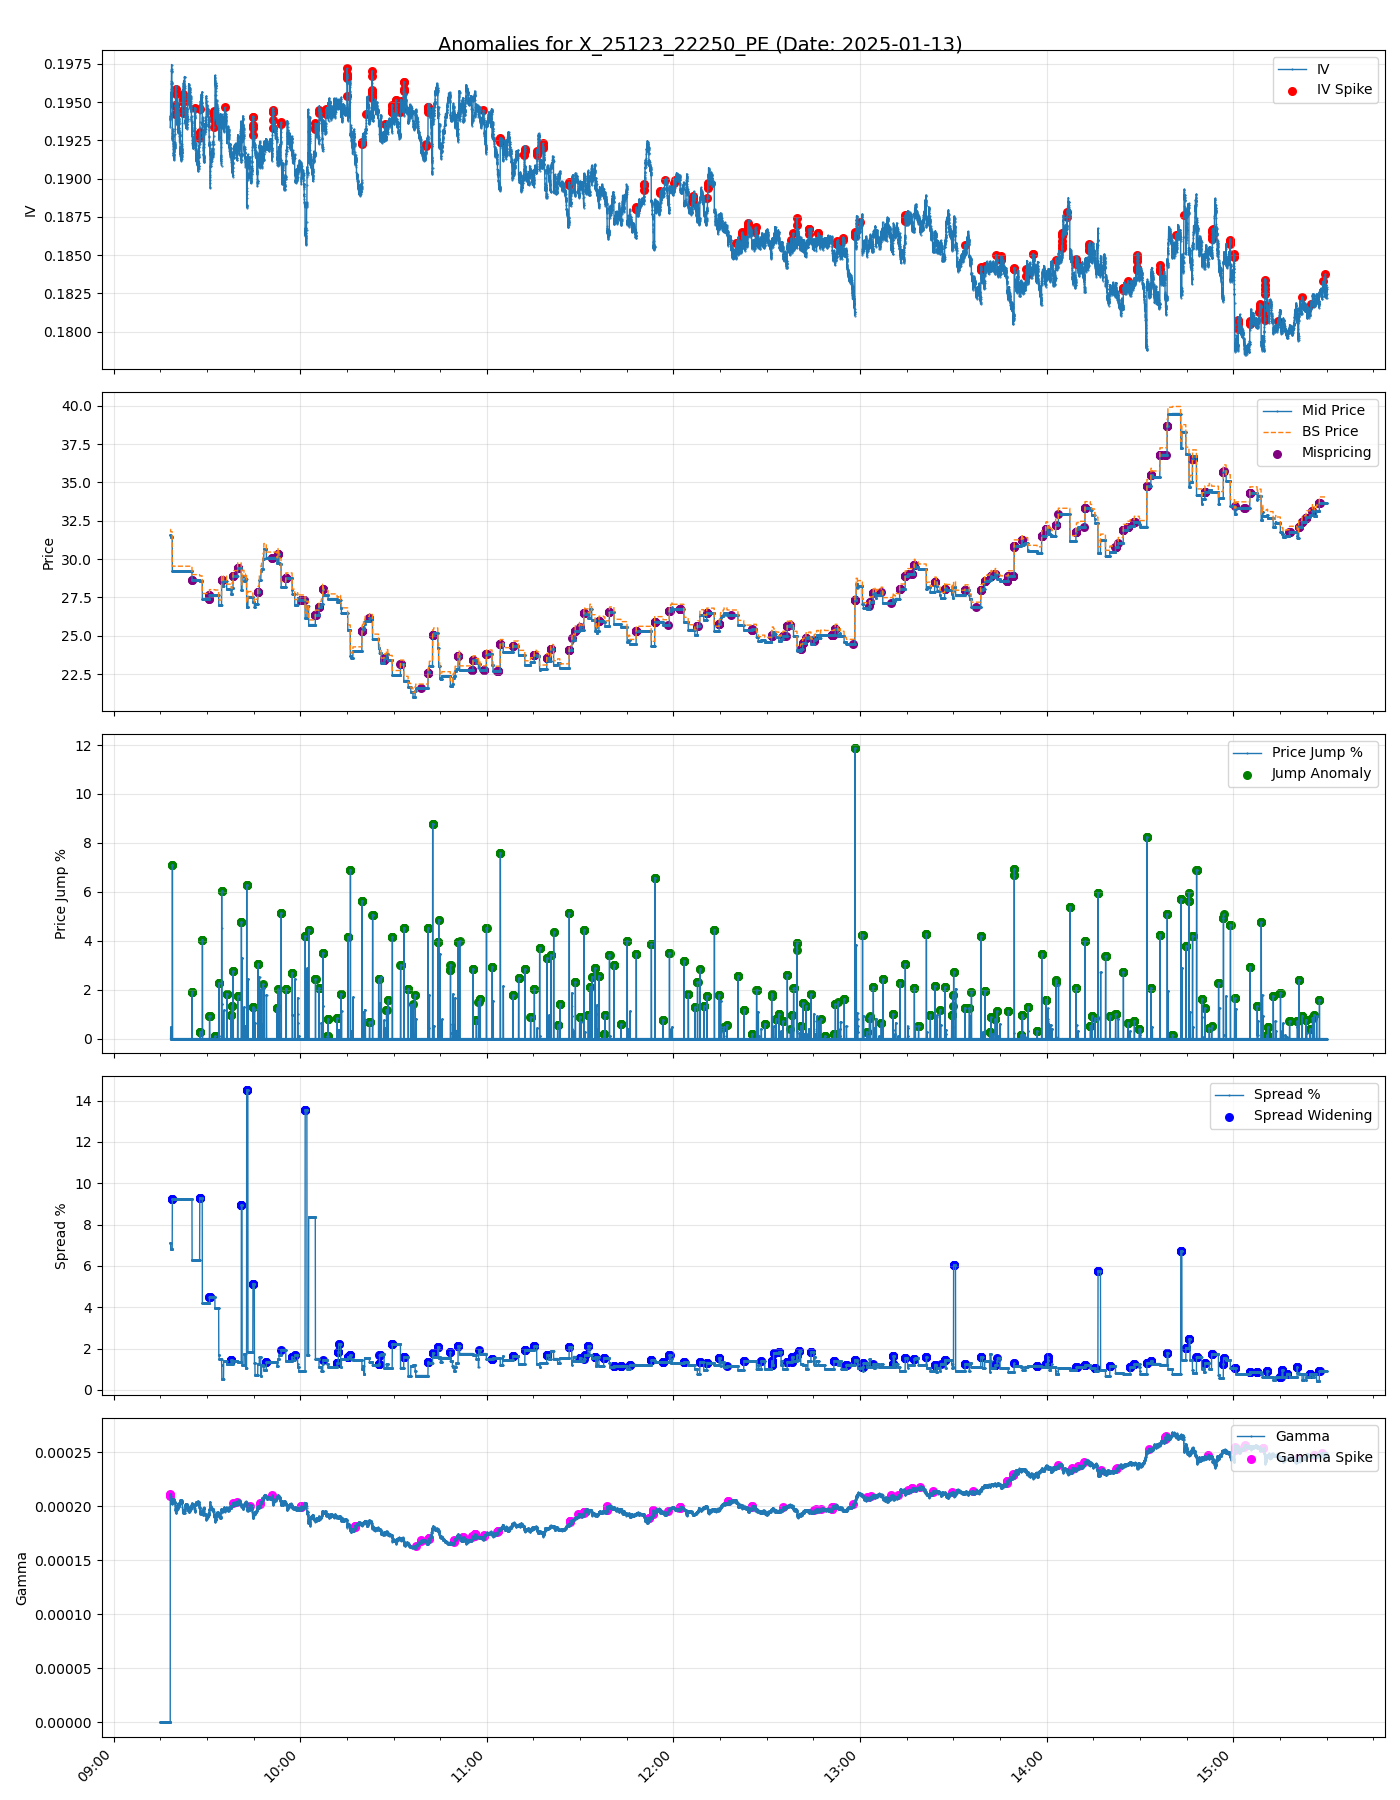 Anomalies for X_25123_22250_PE (Date: 2025-01-13)
IV
0.1975
0.1950
0.1925
0.1900
0.1875
0.1850
0.1825
0.1800
IV
IV Spike
Price
40.0
37.5
35.0
32.5
30.0
27.5
25.0
22.5
Mid Price
BS Price
Mispricing
Price Jump %
12
10
8
6
4
2
0
Price Jump %
Jump Anomaly
Spread %
14
12
10
8
6
4
2
0
Spread %
Spread Widening
Gamma
0.00025
0.00020
0.00015
0.00010
0.00005
0.00000
Gamma
Gamma Spike
09:00
10:00
11:00
12:00
13:00
14:00
15:00